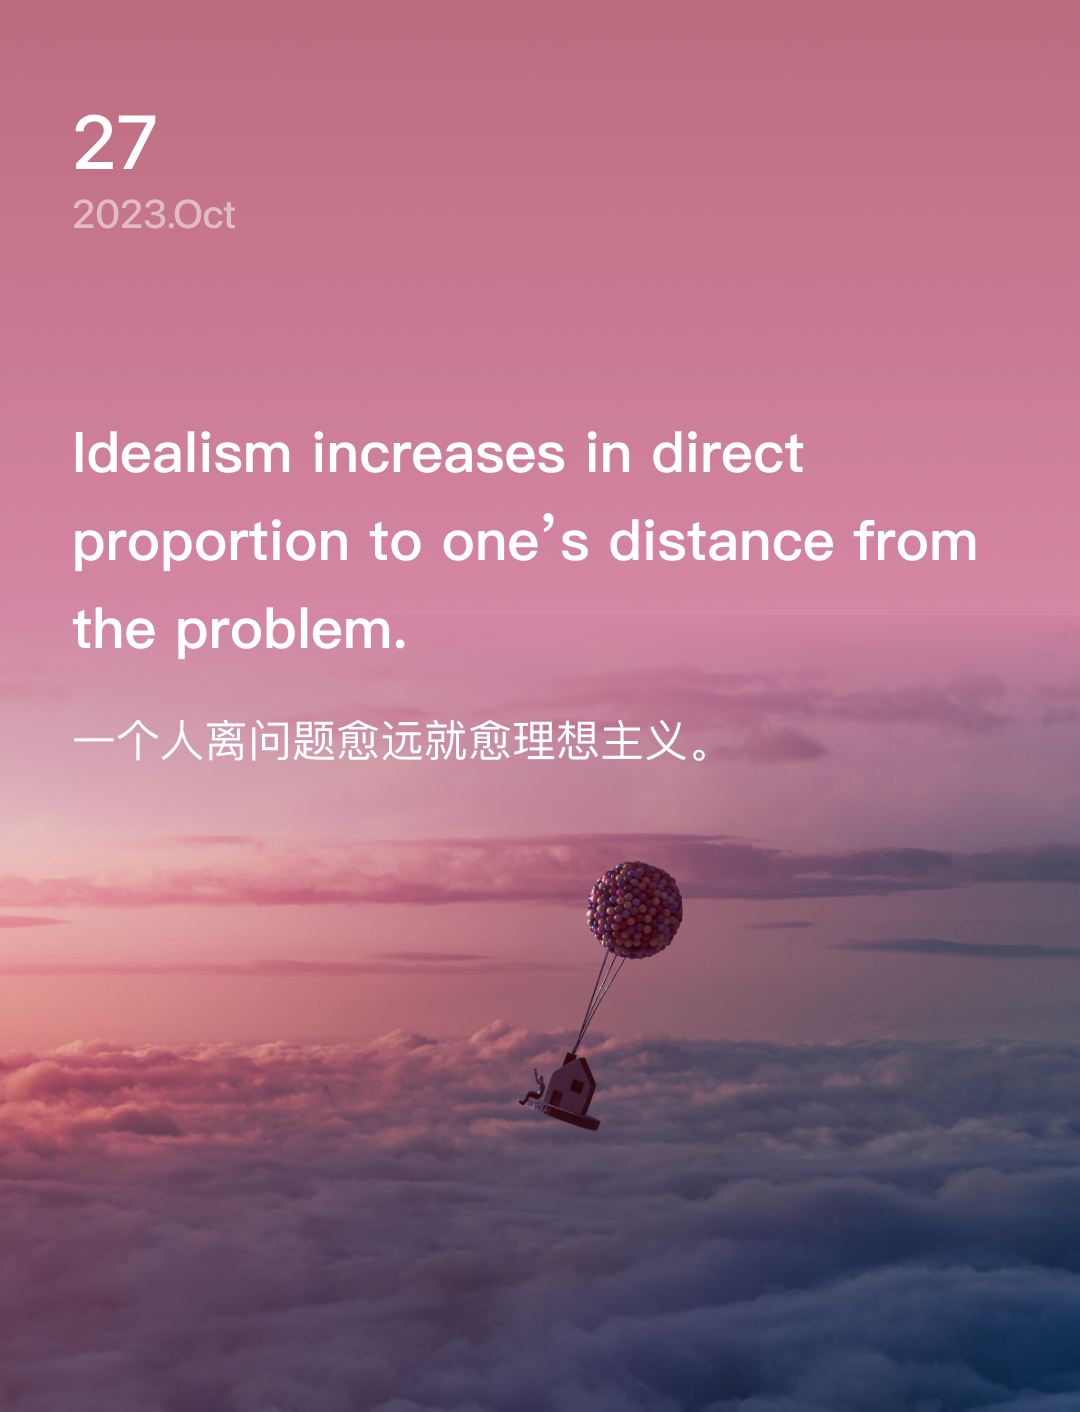 27
2023.Oct
Idealism increases in direct
proportion to one’s distance from
the problem.
一个人离问题愈远就愈理想主义。